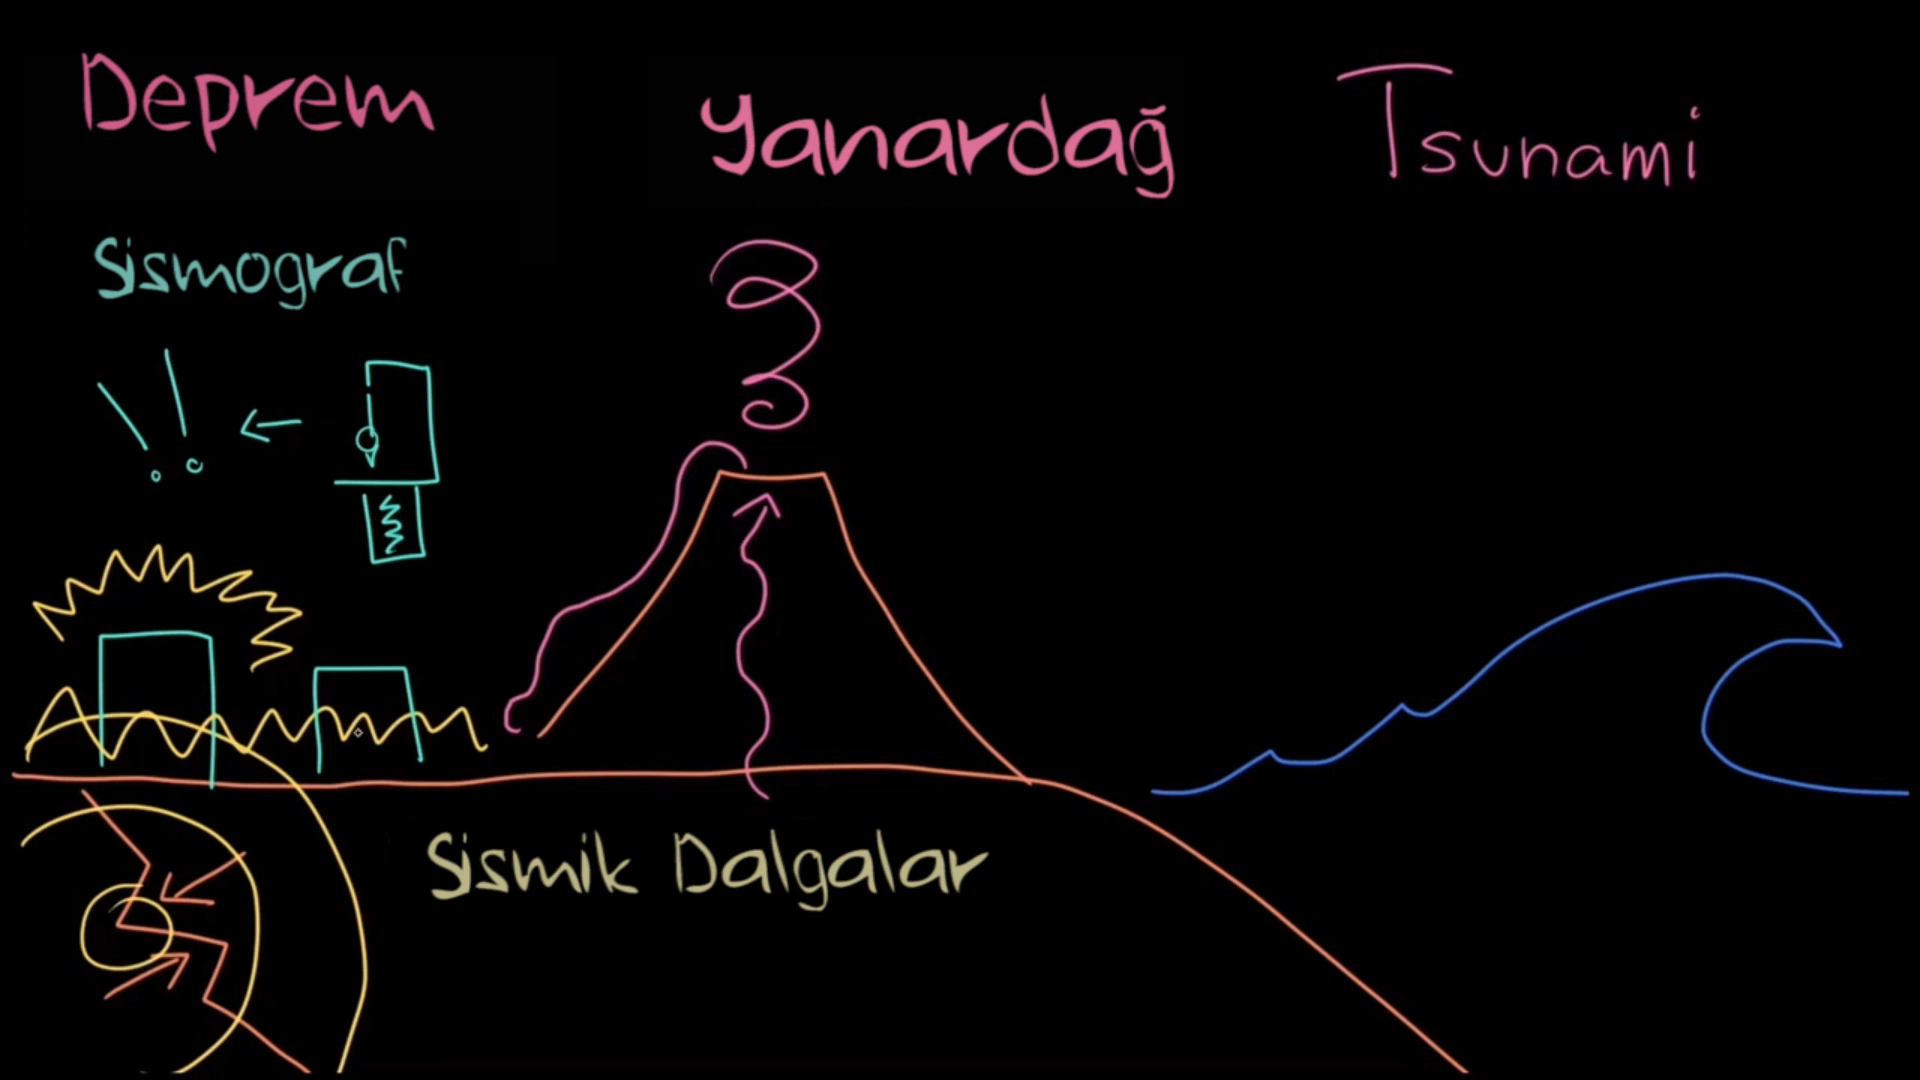 Deprem
Yanardağ
Tsunami
Sismograf
Sismik Dalgalar